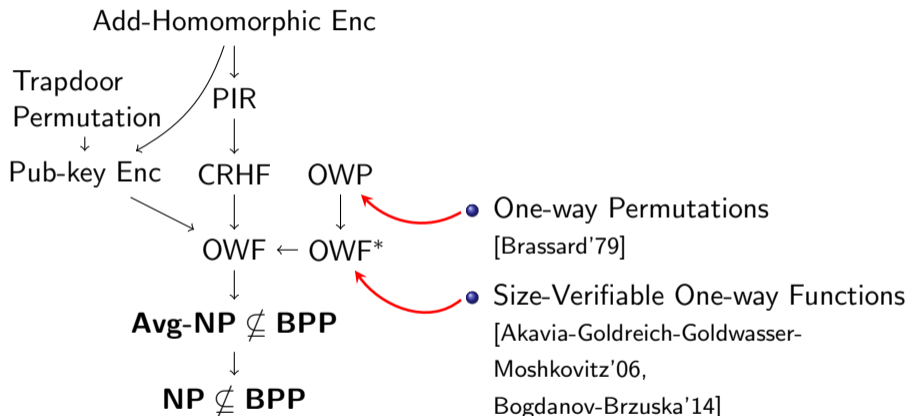 Add-Homomorphic Enc
Trapdoor
Permutation
PIR
Pub-key Enc
CRHF
OWP
One-way Permutations
[Brassard'79]
OWF ← OWF*
Size-Verifiable One-way Functions
[Akavia-Goldreich-Goldwasser-
Moshkovitz'06,
Bogdanov-Brzuska'14]
Avg-NP ⊈ BPP
NP ⊈ BPP